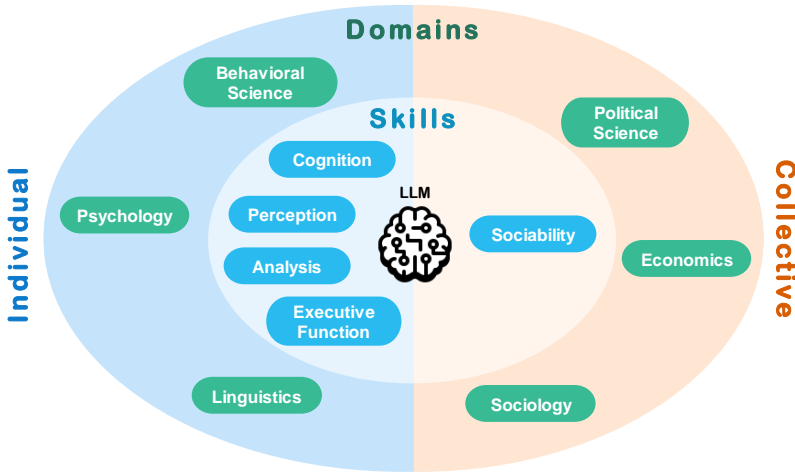 Domains
Behavioral
Science
Political
Science
Skills
Cognition
LLM
Psychology
Perception
Sociability
Individual
Collective
Analysis
Economics
Executive
Function
Linguistics
Sociology